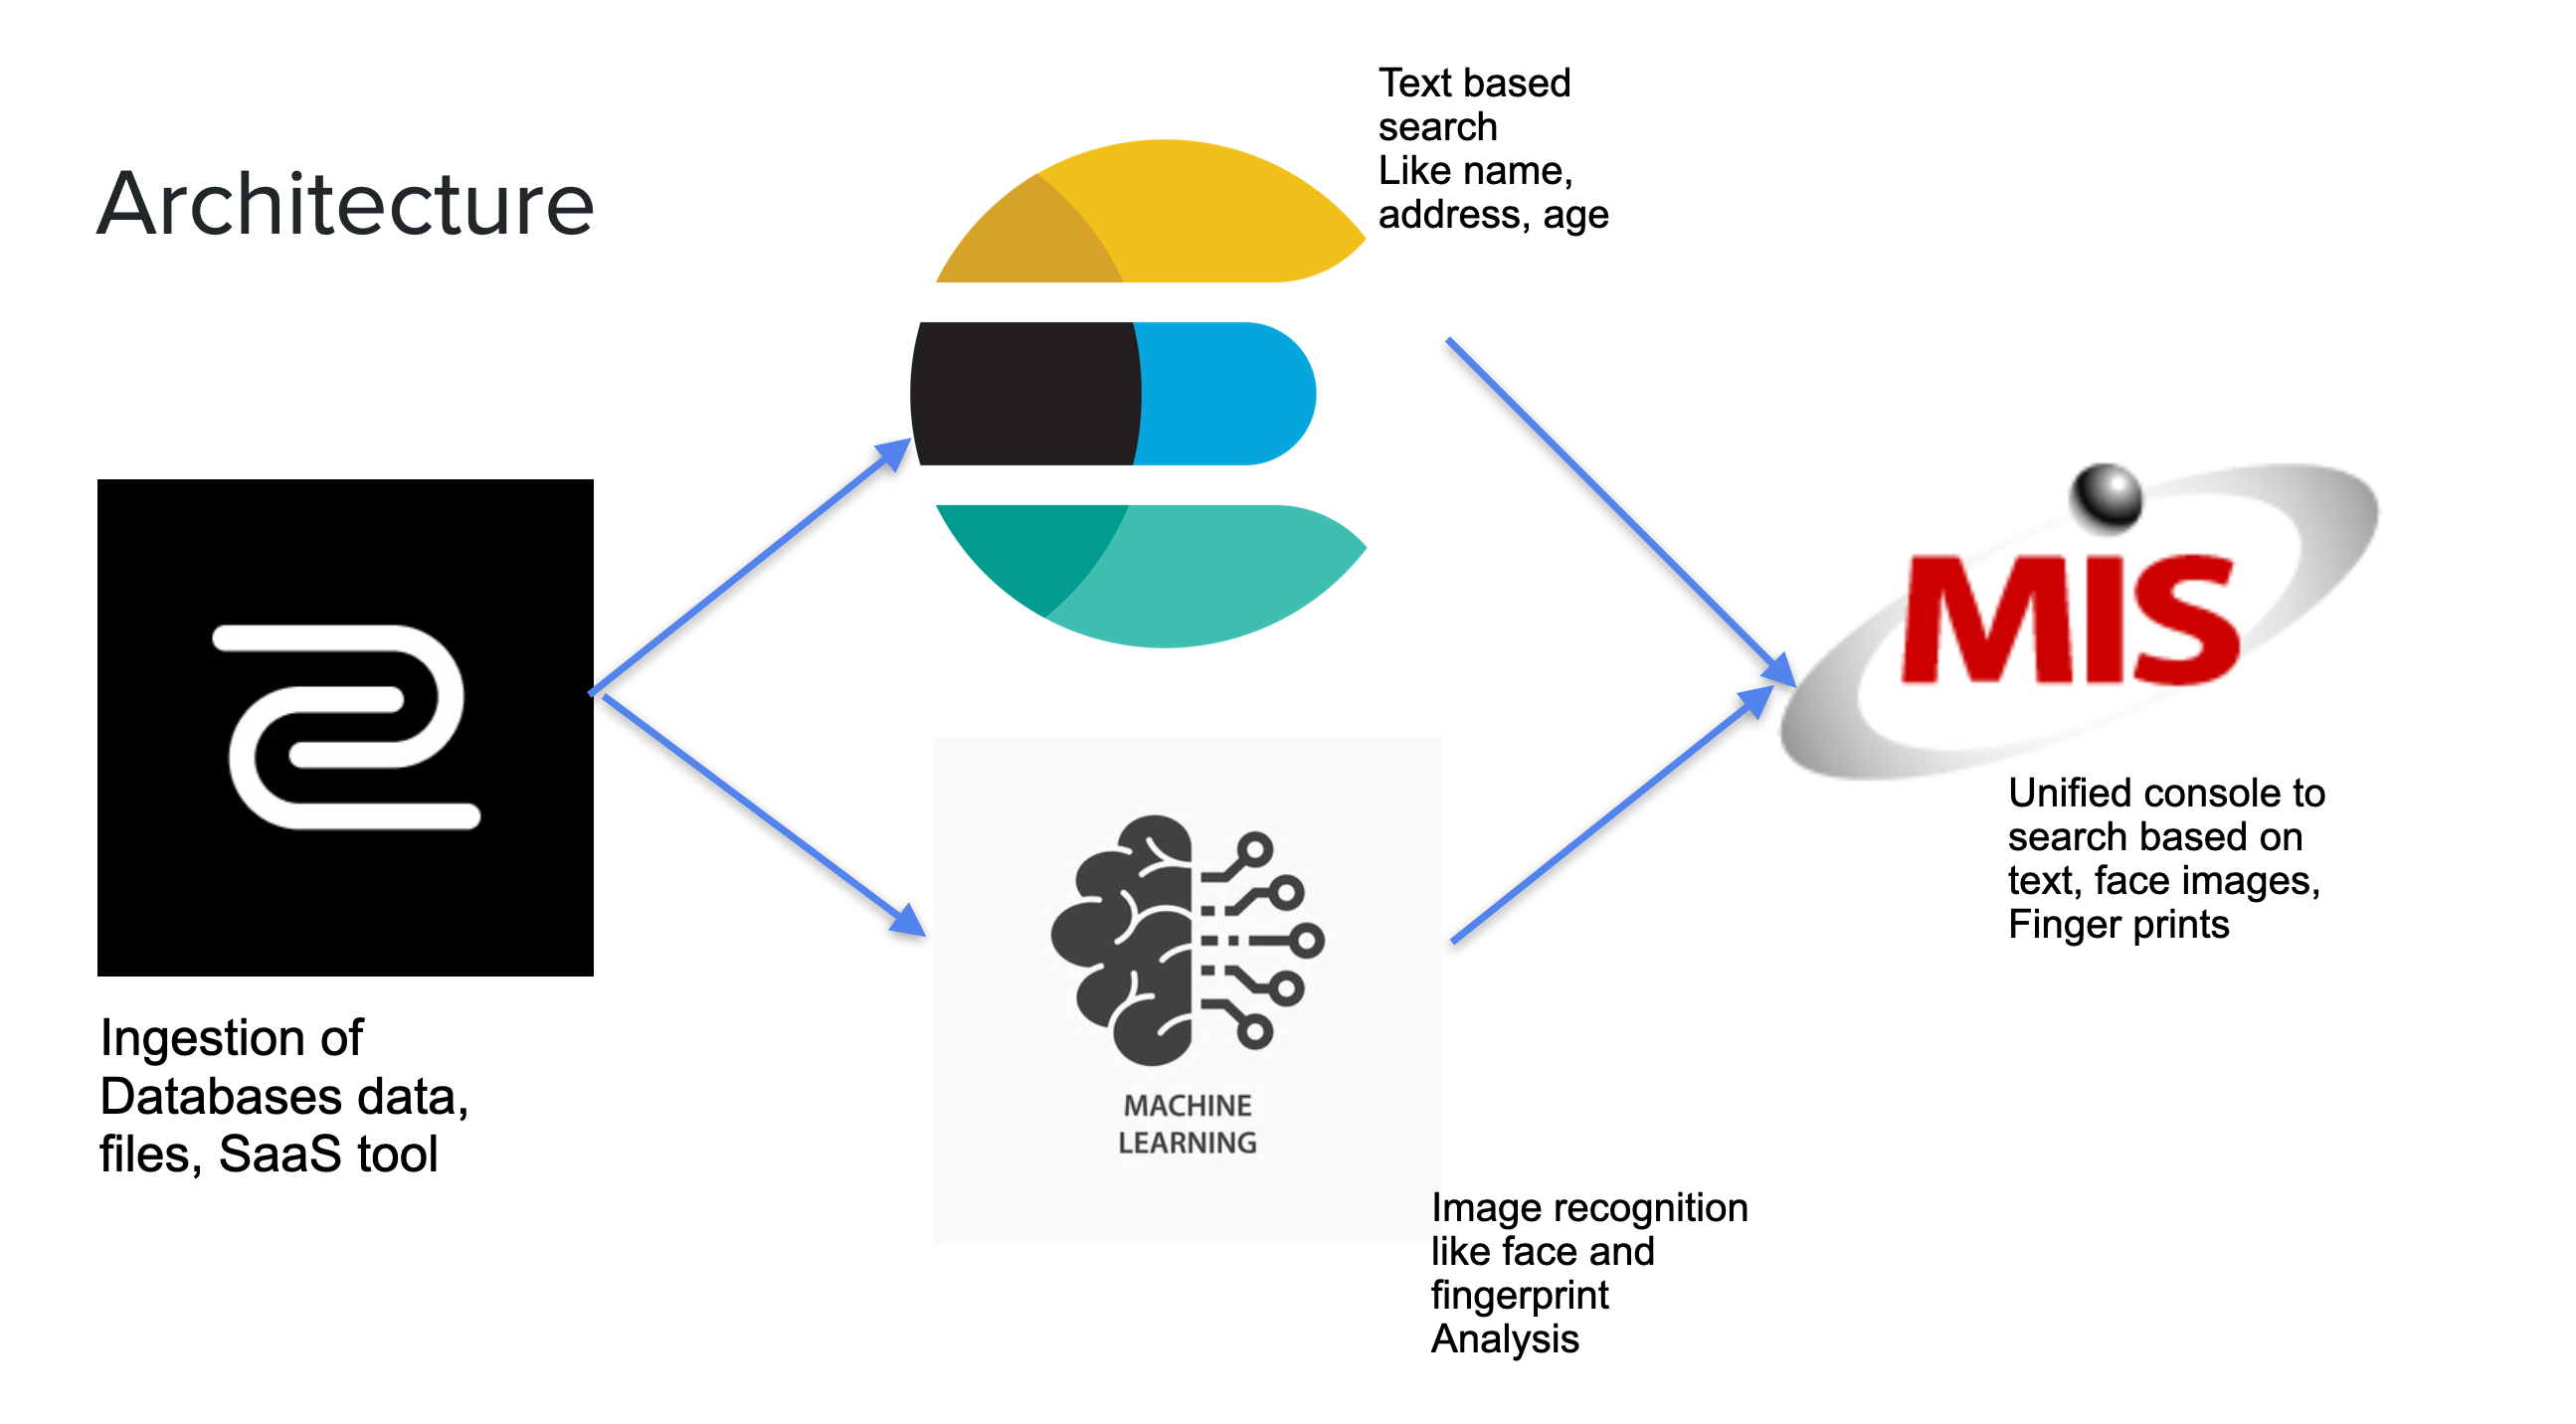 Architecture
Text based
search
Like name,
address, age
MIS
Unified console to
search based on
text, face images,
Finger prints
Ingestion of
Databases data,
files, SaaS tool
MACHINE
LEARNING
Image recognition
like face and
fingerprint
Analysis